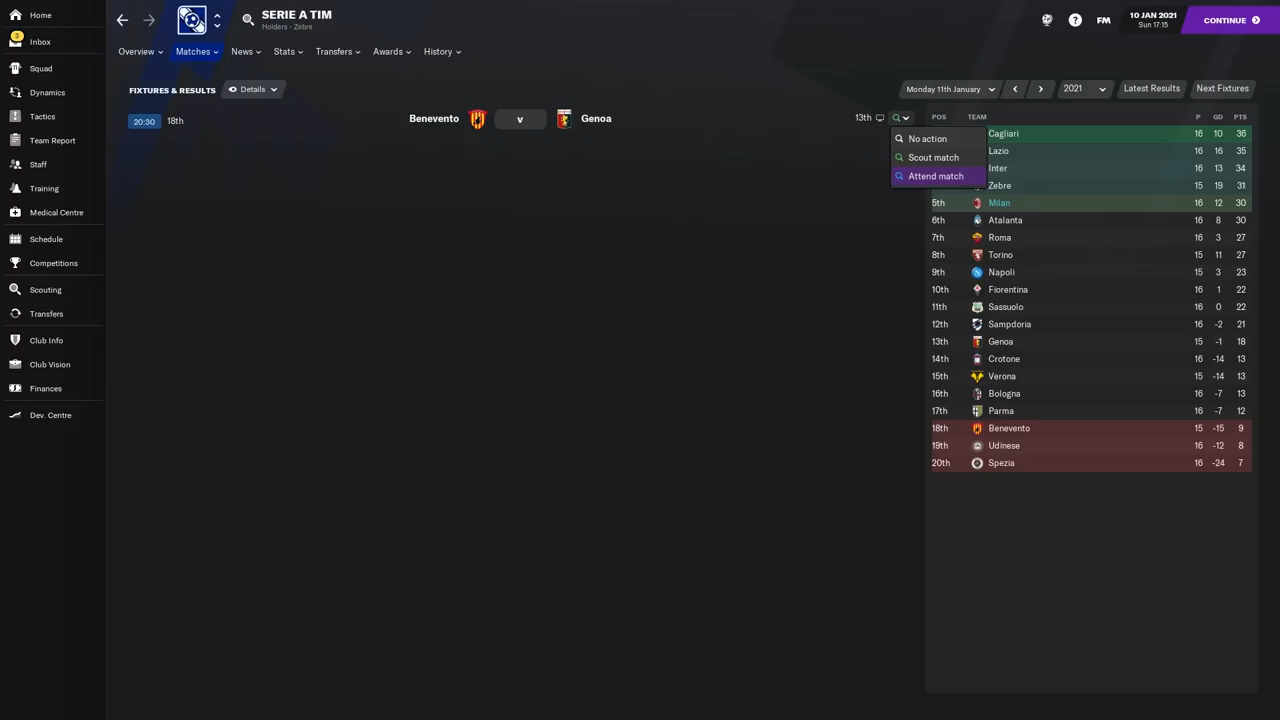 SERIE A TIM
Holders - Zebre
10 JAN 2021
Sun 17:15
FM
CONTINUE
Home
3
Inbox
Squad
Dynamics
Tactics
Team Report
Staff
Training
Medical Centre
Schedule
Competitions
Scouting
Transfers
Club Info
Club Vision
Finances
Dev. Centre
Overview
Matches
News
Stats
Transfers
Awards
History
FIXTURES & RESULTS
Details
Monday 11th January
2021
Latest Results
Next Fixtures
20:30 18th Benevento v Genoa 13th
No action
Scout match
Attend match
POS TEAM P GD PTS
Cagliari 16 10 36
Lazio 16 16 35
Inter 16 13 34
Zebre 15 19 31
5th Milan 16 12 30
6th Atalanta 16 8 30
7th Roma 16 3 27
8th Torino 15 11 27
9th Napoli 15 3 23
10th Fiorentina 16 1 22
11th Sassuolo 16 0 22
12th Sampdoria 16 -2 21
13th Genoa 15 -1 18
14th Crotone 16 -14 13
15th Verona 15 -14 13
16th Bologna 16 -7 13
17th Parma 16 -7 12
18th Benevento 15 -15 9
19th Udinese 16 -12 8
20th Spezia 16 -24 7